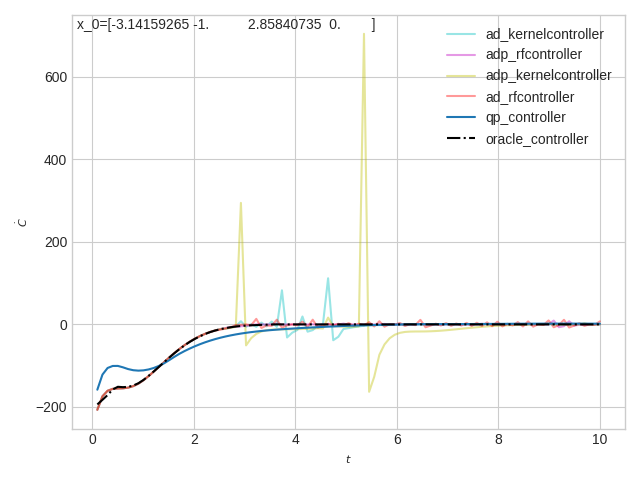 x_0=[-3.14159265 -1. 2.85840735 0. ]
ad_kernelcontroller
adp_rfcontroller
adp_kernelcontroller
ad_rfcontroller
qp_controller
oracle_controller
600
400
200
0
−200
Ċ
0 2 4 6 8 10
t